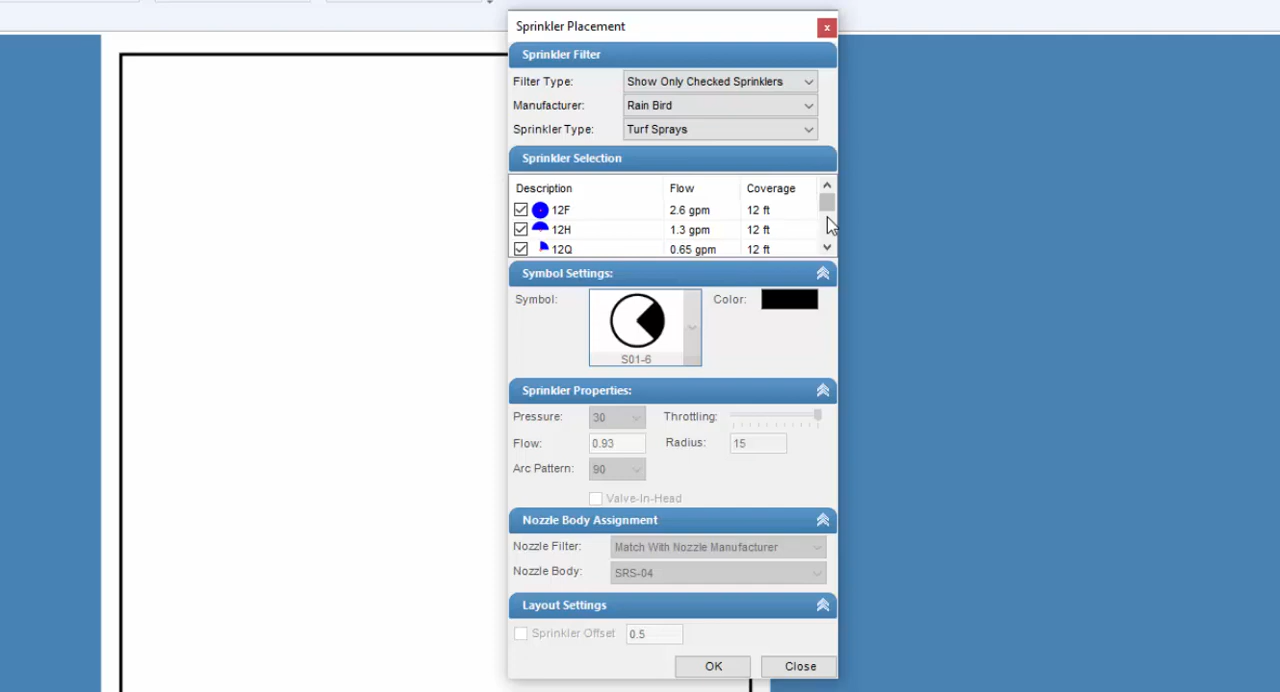 Sprinkler Placement
x
Sprinkler Filter
Filter Type: Show Only Checked Sprinklers
Manufacturer: Rain Bird
Sprinkler Type: Turf Sprays
Sprinkler Selection
Description Flow Coverage
12F 2.6 gpm 12 ft
12H 1.3 gpm 12 ft
12Q 0.65 gpm 12 ft
Symbol Settings:
Symbol: Color:
S01-6
Sprinkler Properties:
Pressure: 30 Throttling:
Flow: 0.93 Radius: 15
Arc Pattern: 90
Valve-In-Head
Nozzle Body Assignment
Nozzle Filter: Match With Nozzle Manufacturer
Nozzle Body: SRS-04
Layout Settings
Sprinkler Offset 0.5
OK Close